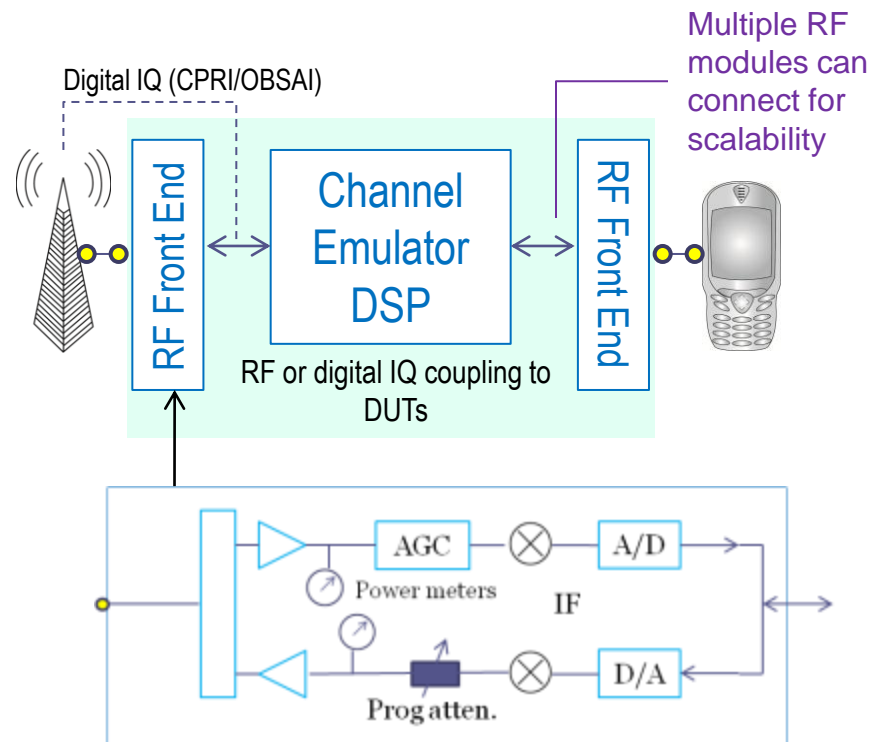 Multiple RF
modules can
connect for
scalability
Digital IQ (CPRI/OBSAI)
RF Front End
Channel
Emulator
DSP
RF Front End
RF or digital IQ coupling to
DUTs
AGC
A/D
Power meters
IF
D/A
Prog atten.